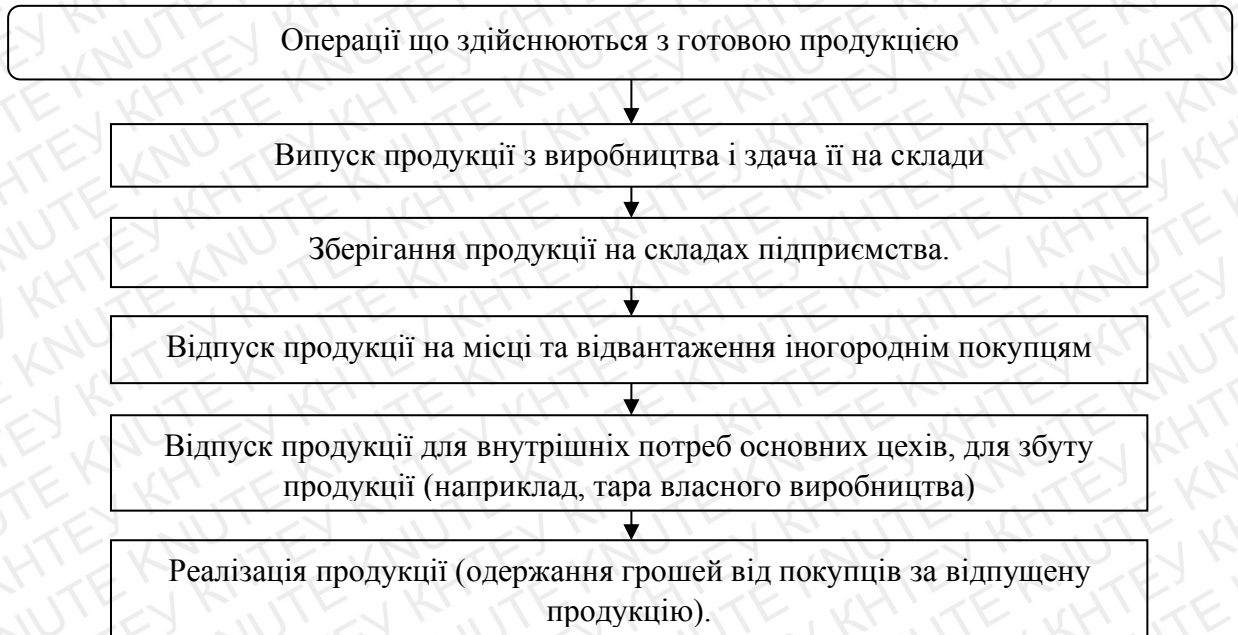 Операції що здійснюються з готовою продукцією
Випуск продукції з виробництва і здача її на склади
Зберігання продукції на складах підприємства.
Відпуск продукції на місці та відвантаження іногороднім покупцям
Відпуск продукції для внутрішніх потреб основних цехів, для збуту
продукції (наприклад, тара власного виробництва)
Реалізація продукції (одержання грошей від покупців за відпущену
продукцію).